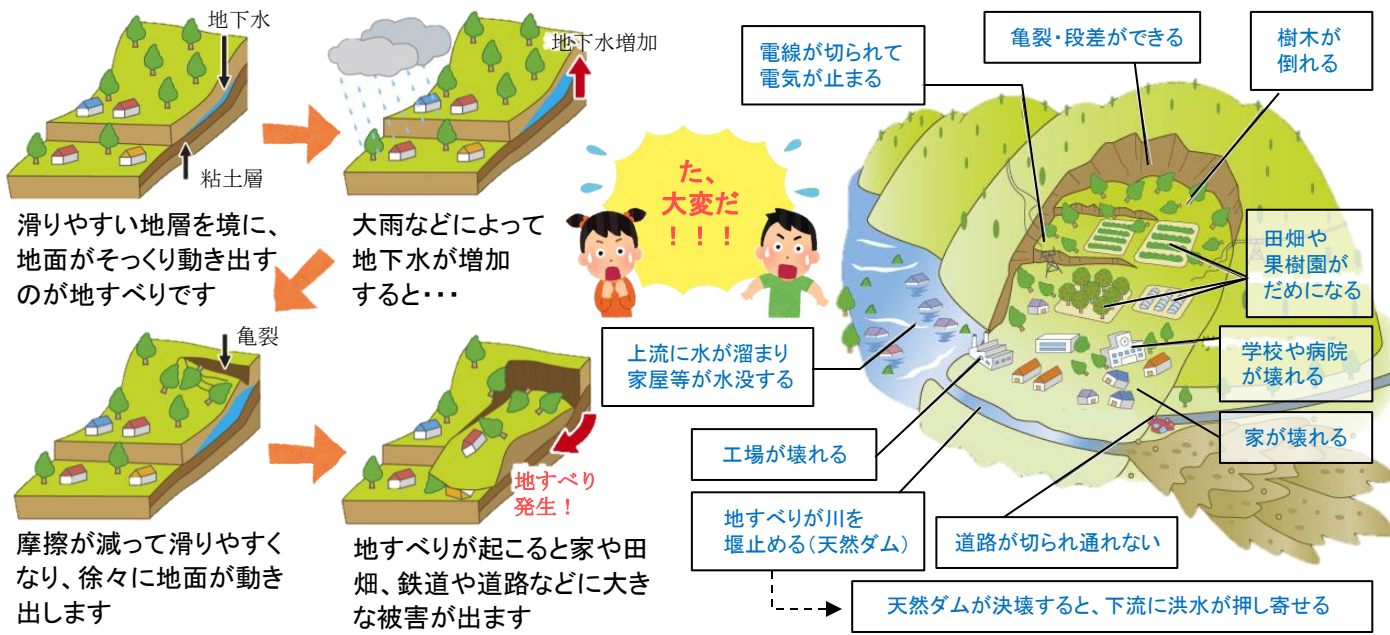 地下水
粘土層
滑りやすい地層を境に、
地面がそっくり動き出す
のが地すべりです
地下水増加
大雨などによって
地下水が増加
すると・・・
亀裂
摩擦が減って滑りやすく
なり、徐々に地面が動き
出します
地すべり
発生！
地すべりが起こると家や田
畑、鉄道や道路などに大き
な被害が出ます
た、
大変だ
！！！
電線が切られて
電気が止まる
亀裂・段差ができる
樹木が
倒れる
田畑や
果樹園が
だめになる
上流に水が溜まり
家屋等が水没する
学校や病院
が壊れる
工場が壊れる
家が壊れる
地すべりが川を
堰止める（天然ダム）
道路が切られ通れない
天然ダムが決壊すると、下流に洪水が押し寄せる